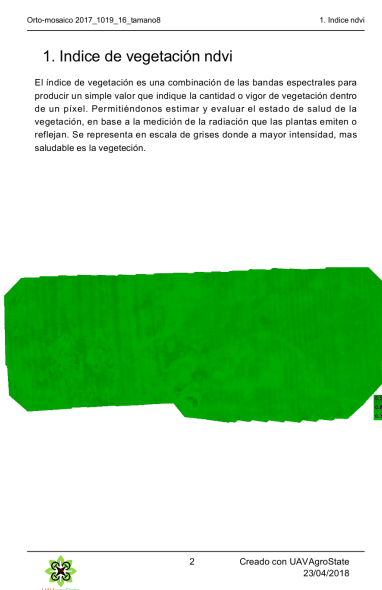 Orto-mosaico 2017_1019_16_tamano8 1. Indice ndvi
1. Indice de vegetación ndvi
El índice de vegetación es una combinación de las bandas espectrales para
producir un simple valor que indique la cantidad o vigor de vegetación dentro
de un píxel. Permitiéndonos estimar y evaluar el estado de salud de la
vegetación, en base a la medición de la radiación que las plantas emiten o
reflejan. Se representa en escala de grises donde a mayor intensidad, mas
saludable es la vegeteción.
2 Creado con UAVAgroState
23/04/2018